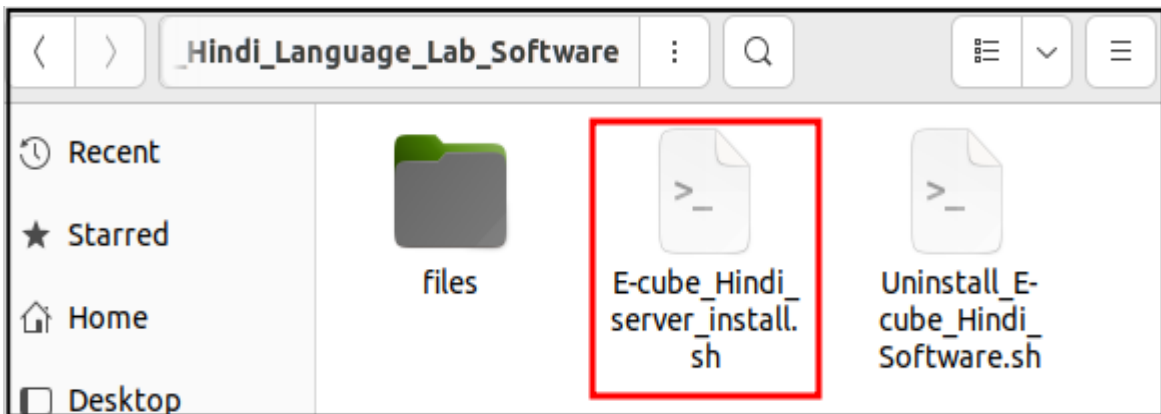 _Hindi_Language_Lab_Software
Recent
Starred
Home
Desktop
files
>_
E-cube_Hindi_
server_install.
sh
>_
Uninstall_E-
cube_Hindi_
Software.sh